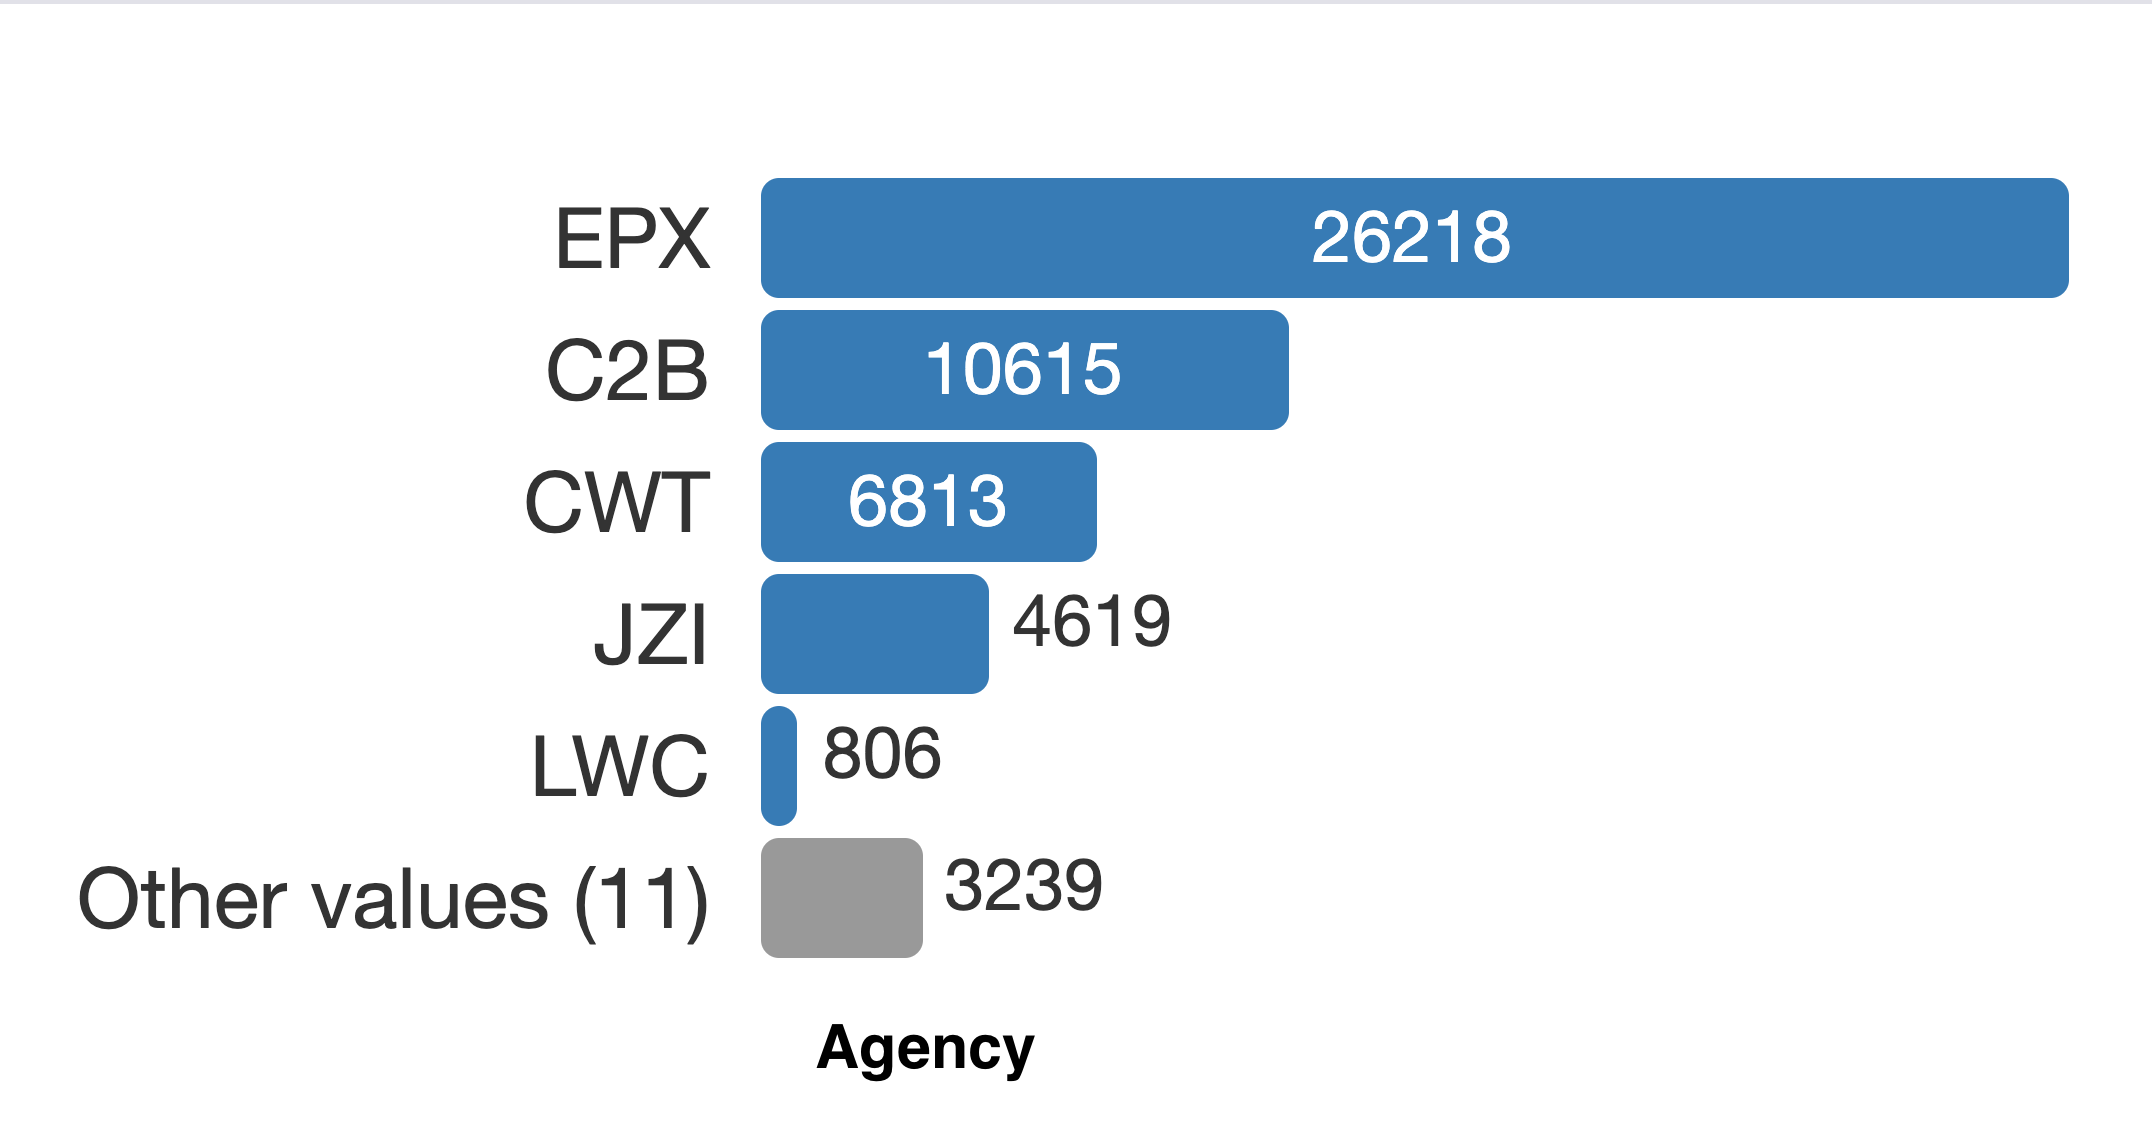 EPX 26218
C2B 10615
CWT 6813
JZI 4619
LWC 806
Other values (11) 3239
Agency